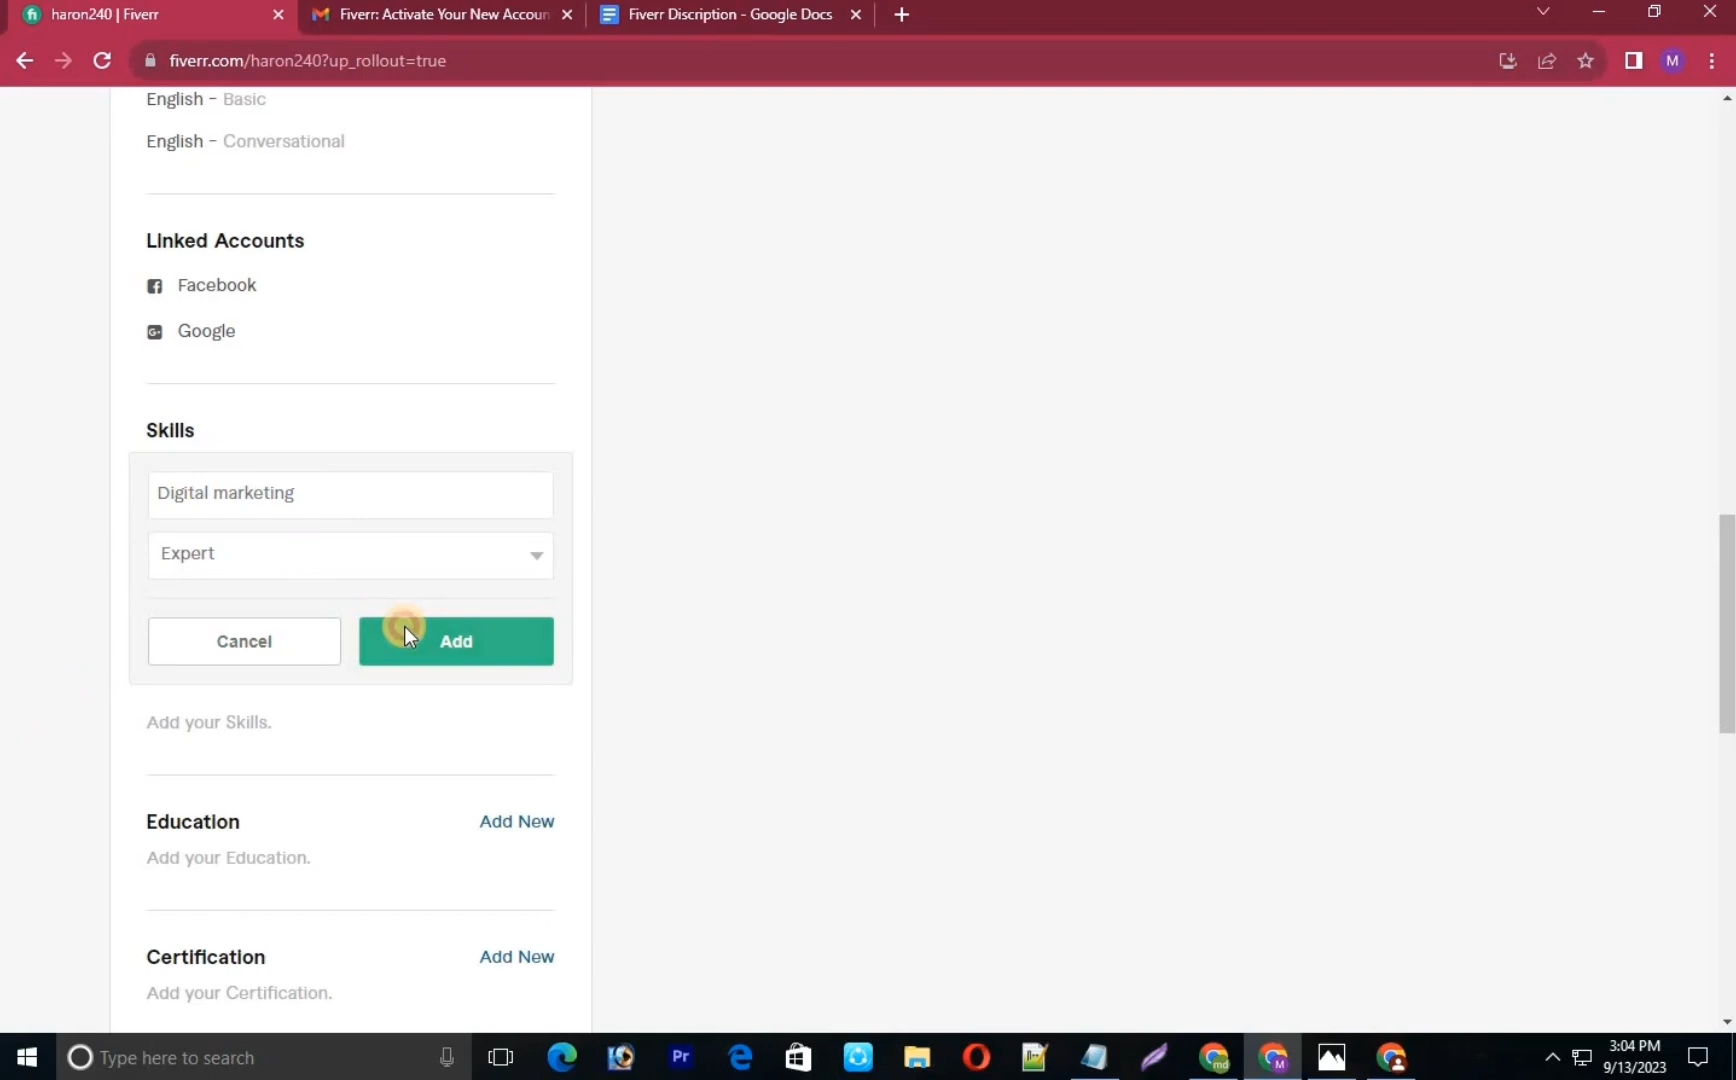 haron240 | Fiverr
Fiverr: Activate Your New Accoun
Fiverr Discription - Google Docs
fiverr.com/haron240?up_rollout=true
M
English - Basic
English - Conversational
Linked Accounts
Facebook
Google
Skills
Digital marketing
Expert
Cancel
Add
Add your Skills.
Education
Add New
Add your Education.
Certification
Add New
Add your Certification.
Type here to search
Pr
md
M
3:04 PM
9/13/2023